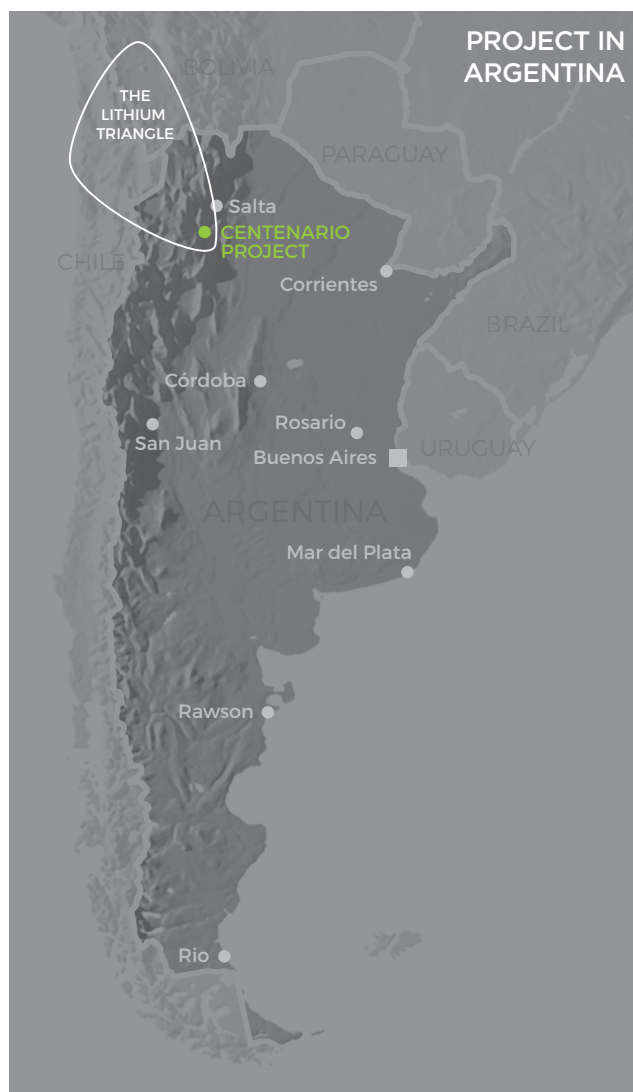 PROJECT IN
ARGENTINA
BOLIVIA
THE
LITHIUM
TRIANGLE
PARAGUAY
Salta
CENTENARIO
PROJECT
CHILE
Corrientes
BRAZIL
Córdoba
Rosario
San Juan
URUGUAY
Buenos Aires
ARGENTINA
Mar del Plata
Rawson
Rio